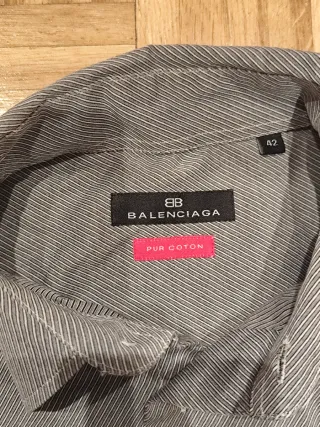 42
BB
BALENCIAGA
PUR COTON